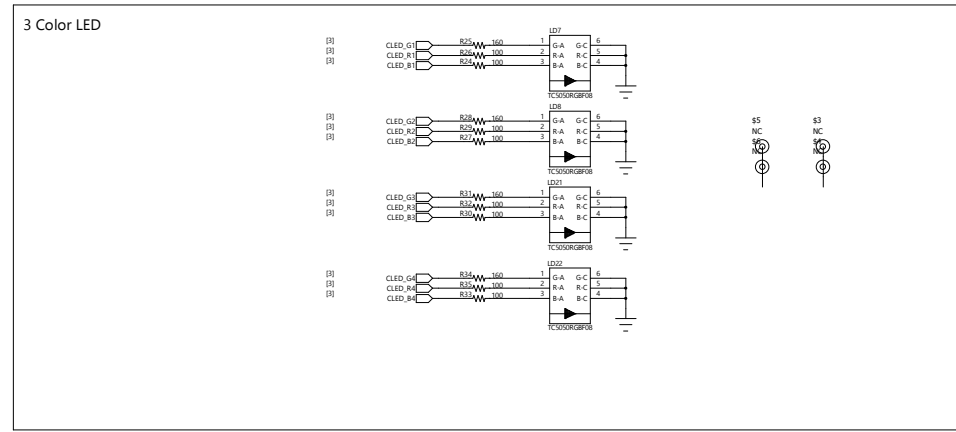 3 Color LED
LD7
[3] CLED_G1 R25 160 1 G-A G-C 6
[3] CLED_R1 R26 100 2 R-A R-C 5
[3] CLED_B1 R24 100 3 B-A B-C 4
TC5050RGBF08
LD8
[3] CLED_G2 R28 160 1 G-A G-C 6
[3] CLED_R2 R29 100 2 R-A R-C 5
[3] CLED_B2 R27 100 3 B-A B-C 4
TC5050RGBF08
$5 $3
NC NC
$6 $4
NC NC
LD21
[3] CLED_G3 R31 160 1 G-A G-C 6
[3] CLED_R3 R32 100 2 R-A R-C 5
[3] CLED_B3 R30 100 3 B-A B-C 4
TC5050RGBF08
LD22
[3] CLED_G4 R34 160 1 G-A G-C 6
[3] CLED_R4 R35 100 2 R-A R-C 5
[3] CLED_B4 R33 100 3 B-A B-C 4
TC5050RGBF08